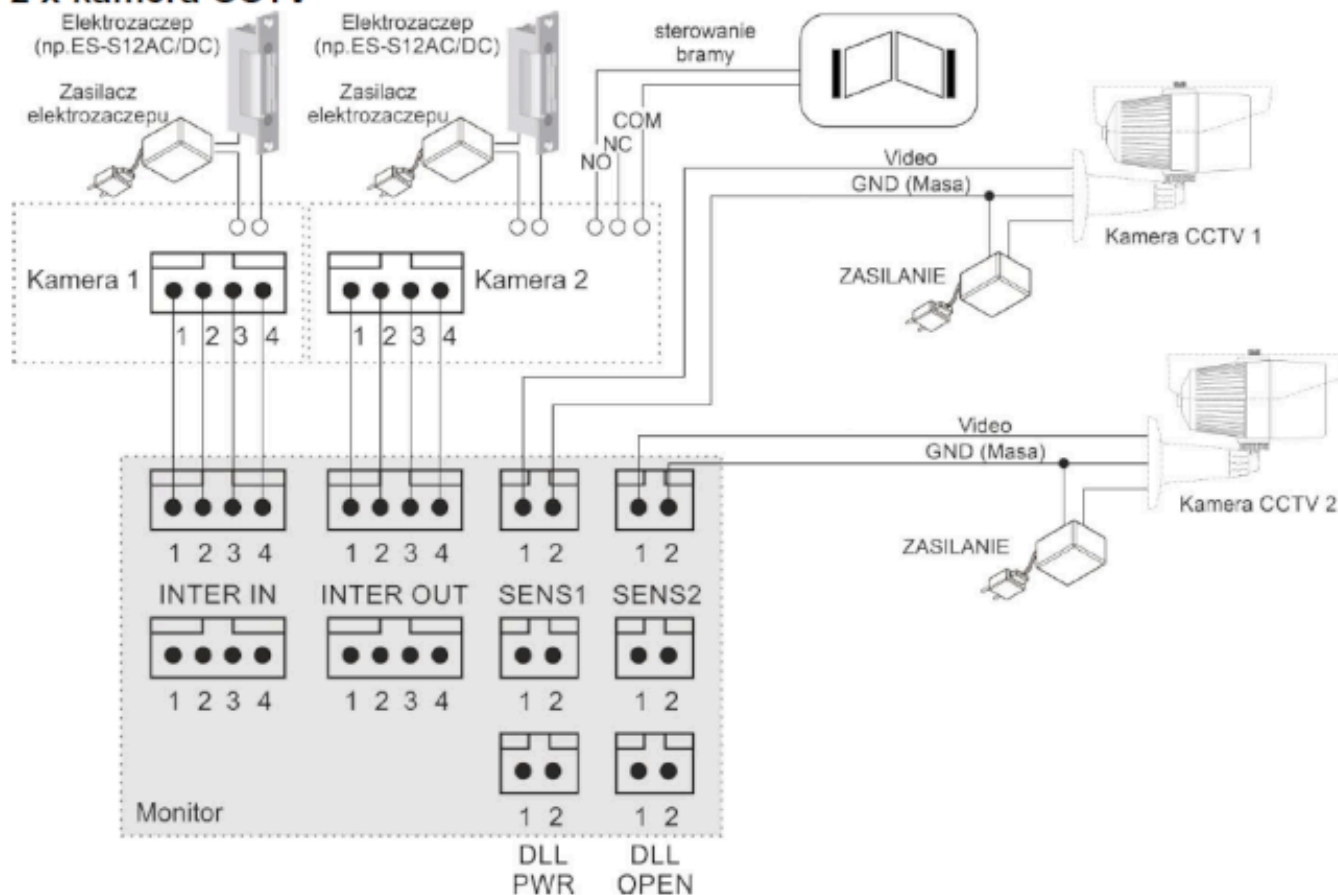 2 x kamera CCTV
Elektrozaczep
(np.ES-S12AC/DC)
Zasilacz
elektrozaczepu
Elektrozaczep
(np.ES-S12AC/DC)
Zasilacz
elektrozaczepu
sterowanie
bramy
NO
NC
COM
Video
GND (Masa)
Kamera CCTV 1
ZASILANIE
Kamera 1
1 2 3 4
Kamera 2
1 2 3 4
Video
GND (Masa)
Kamera CCTV 2
ZASILANIE
1 2 3 4
1 2 3 4
1 2
1 2
INTER IN
INTER OUT
SENS1
SENS2
1 2 3 4
1 2 3 4
1 2
1 2
Monitor
1 2
1 2
DLL
PWR
DLL
OPEN